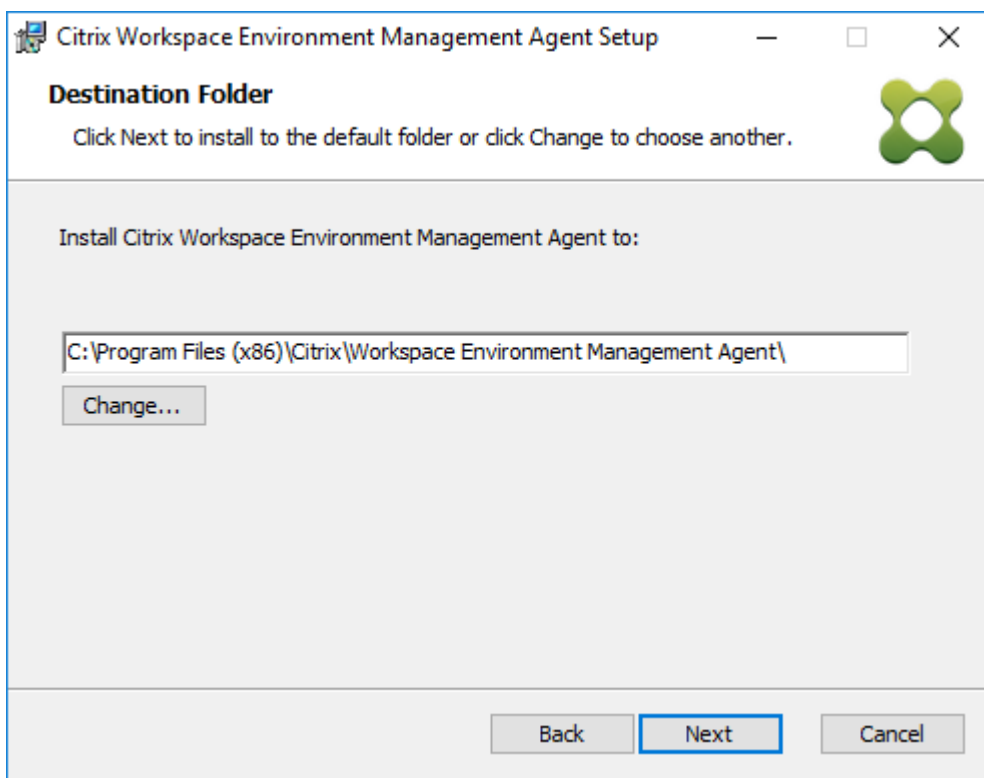 Citrix Workspace Environment Management Agent Setup
Destination Folder
Click Next to install to the default folder or click Change to choose another.
Install Citrix Workspace Environment Management Agent to:
C:\Program Files (x86)\Citrix\Workspace Environment Management Agent\
Change...
Back Next Cancel